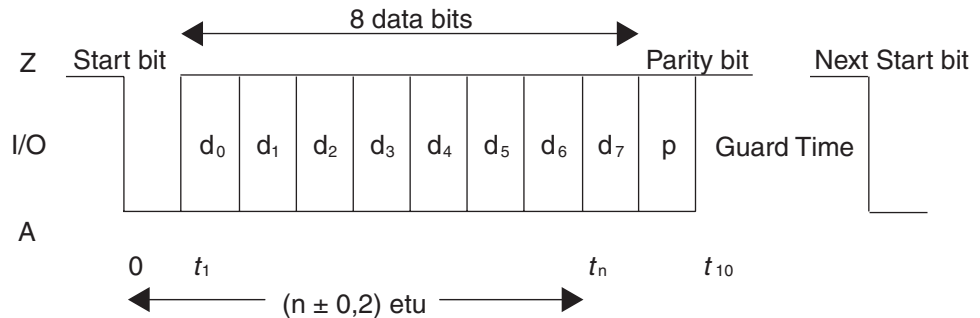 8 data bits
Z Start bit Parity bit Next Start bit
I/O d₀ d₁ d₂ d₃ d₄ d₅ d₆ d₇ p Guard Time
A
0 t₁ tₙ t₁₀
(n ± 0,2) etu